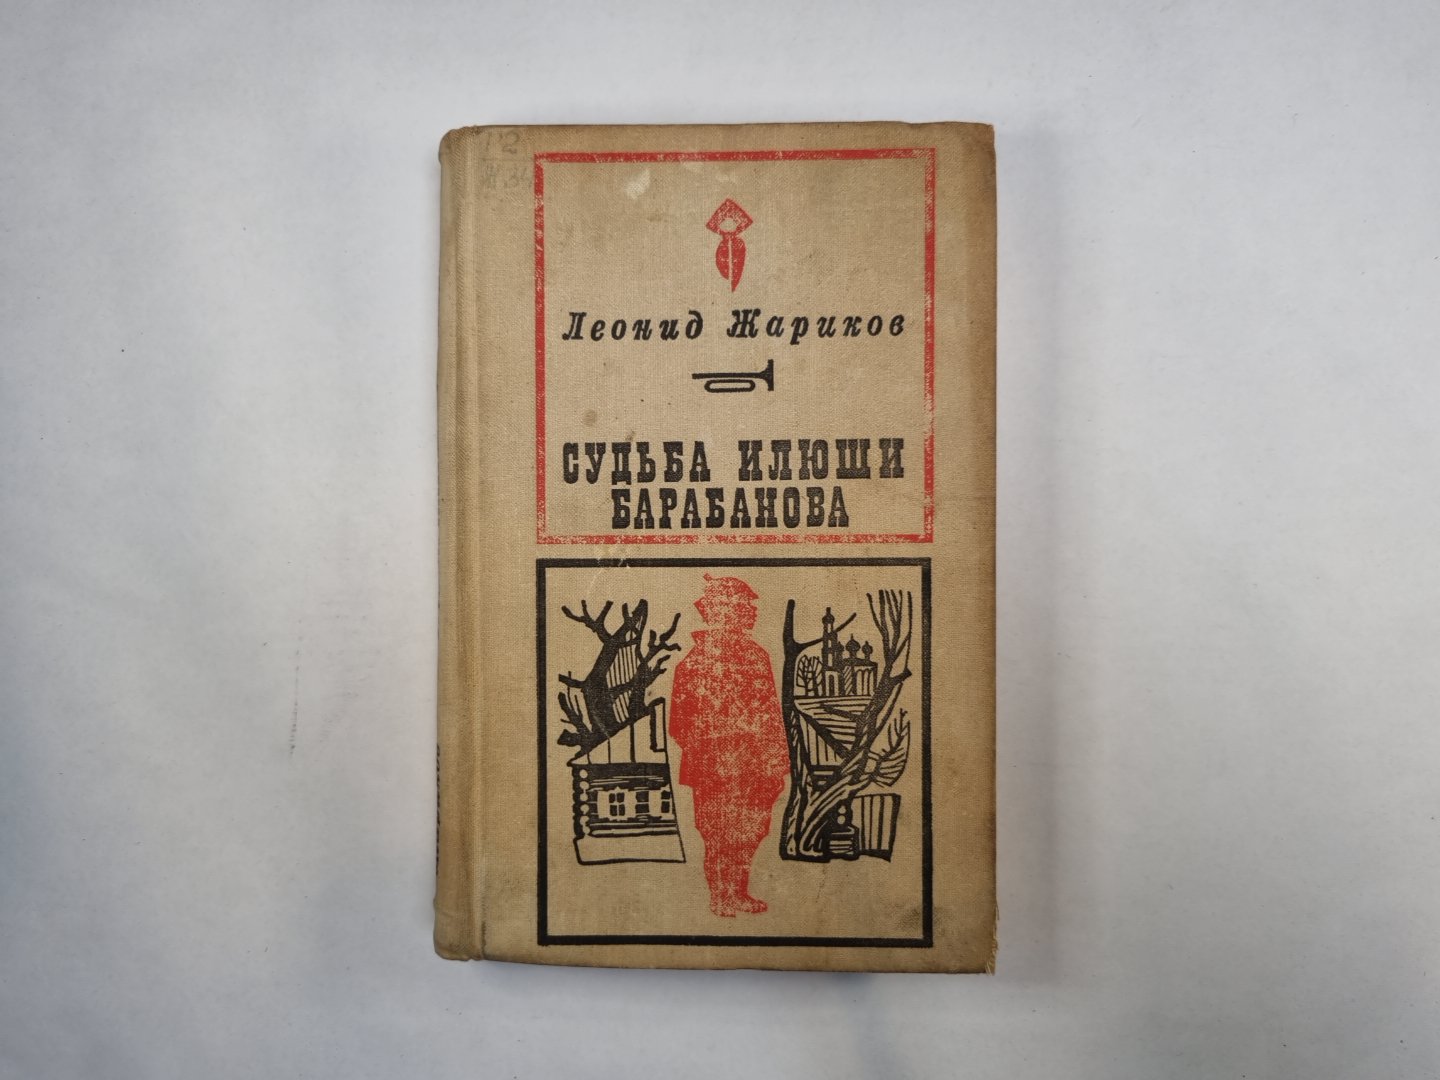 Леонид Жариков
СУДЬБА ИЛЮШИ
БАРАБАНОВА